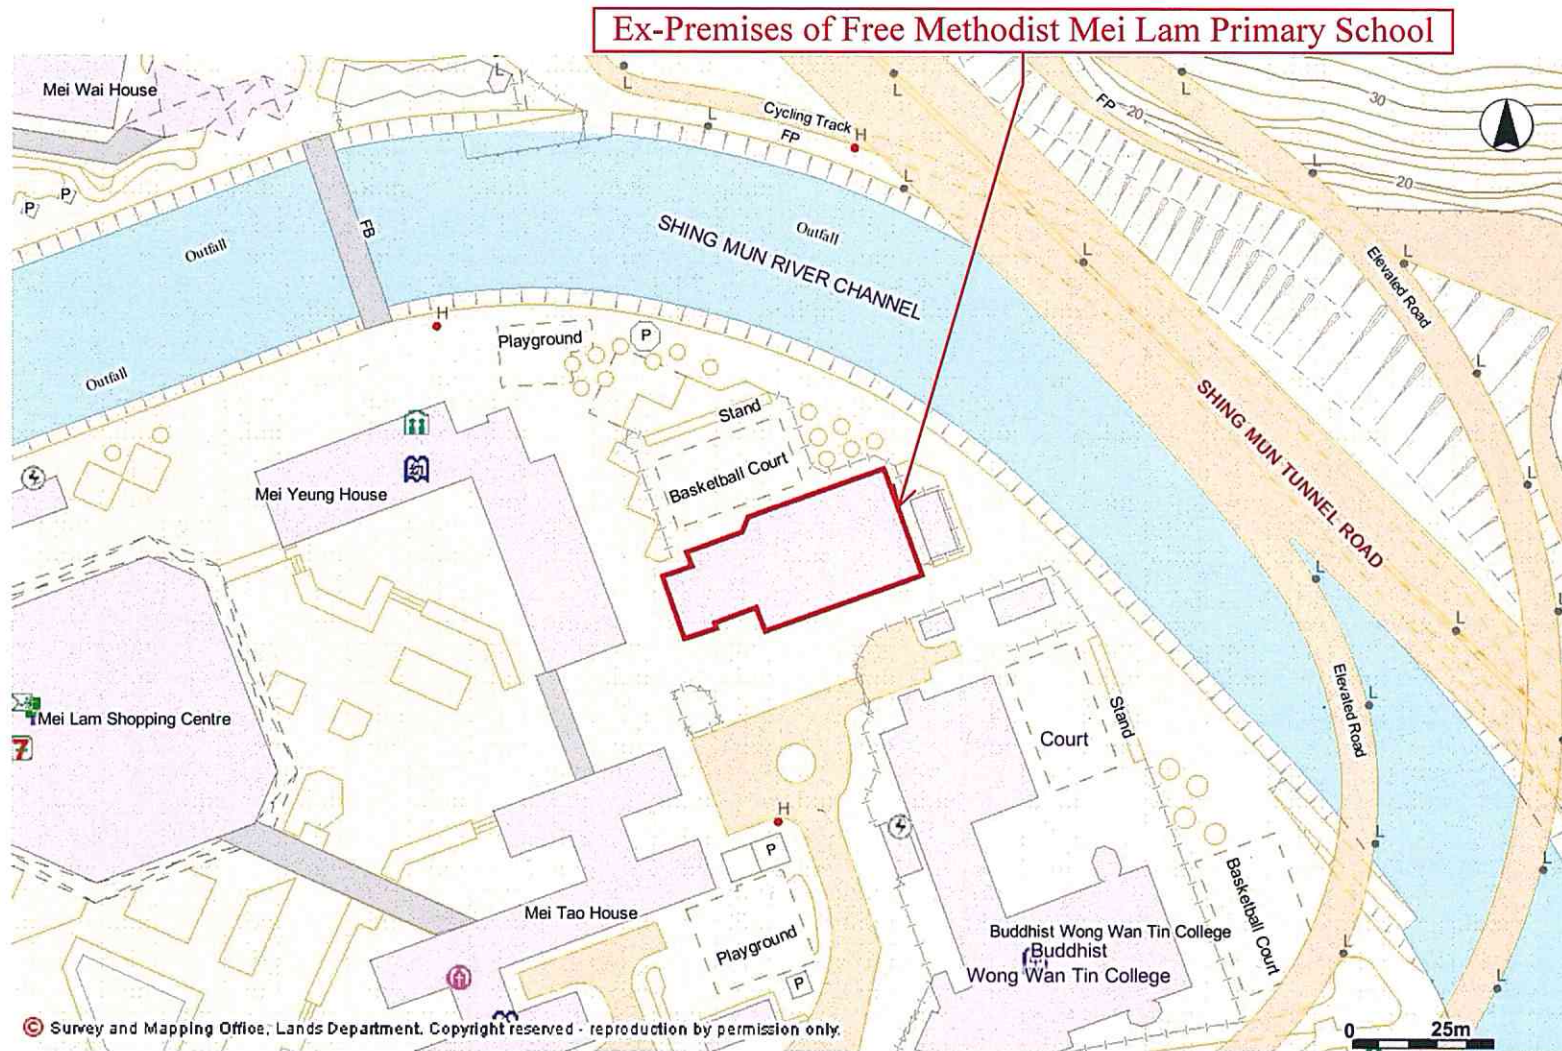 Ex-Premises of Free Methodist Mei Lam Primary School
L
L
L
L
Mei Wai House
Cycling Track
FP
H
L
FP
20
30
20
L
L
P
P
Outfall
FB
SHING MUN RIVER CHANNEL
Outfall
L
L
L
Elevated Road
Outfall
H
Playground
P
Stand
Basketball Court
SHING MUN TUNNEL ROAD
L
L
Mei Yeung House
幼
L
L
L
Elevated Road
L
Mei Lam Shopping Centre
7
Stand
Court
H
P
L
L
Mei Tao House
Playground
P
Basketball Court
Buddhist Wong Wan Tin College
Buddhist
Wong Wan Tin College
L
L
© Survey and Mapping Office, Lands Department. Copyright reserved - reproduction by permission only.
0 25m